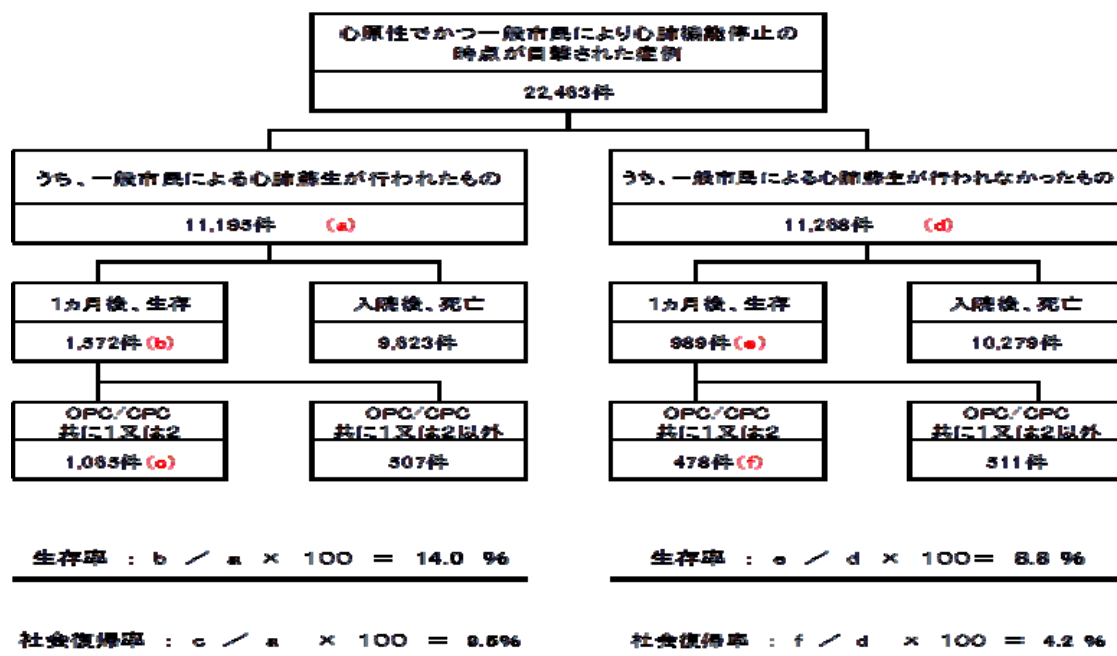 心原性でかつ一般市民により心肺機能停止の
時点が目撃された症例
22,463件
うち、一般市民による心肺蘇生が行われたもの
11,195件 (a)
うち、一般市民による心肺蘇生が行われなかったもの
11,268件 (d)
1カ月後、生存
1,572件(b)
入院後、死亡
9,623件
1カ月後、生存
989件(e)
入院後、死亡
10,279件
OPC/CPC
共に1又は2
1,065件(c)
OPC/CPC
共に1又は2以外
507件
OPC/CPC
共に1又は2
478件(f)
OPC/CPC
共に1又は2以外
511件
生存率 : b / a × 100 = 14.0 %
生存率 : e / d × 100= 8.8 %
社会復帰率 : c / a × 100 = 9.5%
社会復帰率 : f / d × 100 = 4.2 %